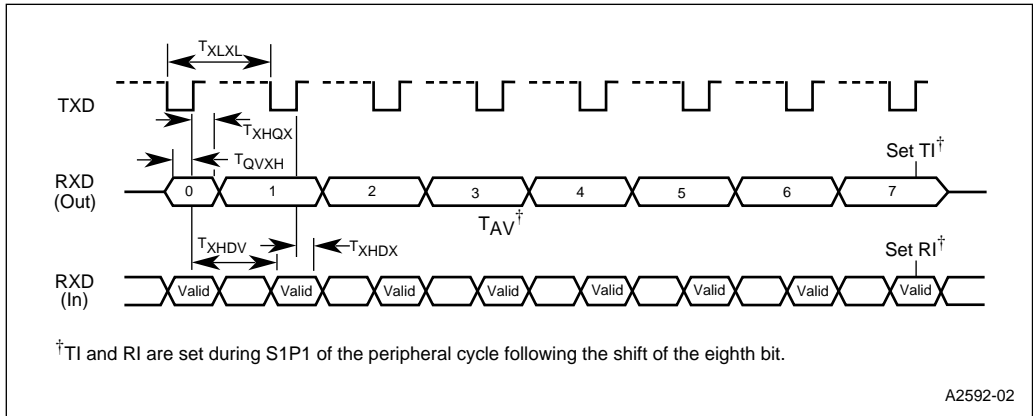 TXLXL
TXD
TXHQX
TQVXH
Set TI†
RXD
(Out)
0 1 2 3 4 5 6 7
TAV†
TXHDV
TXHDX
Set RI†
RXD
(In)
Valid Valid Valid Valid Valid Valid Valid Valid
†TI and RI are set during S1P1 of the peripheral cycle following the shift of the eighth bit.
A2592-02